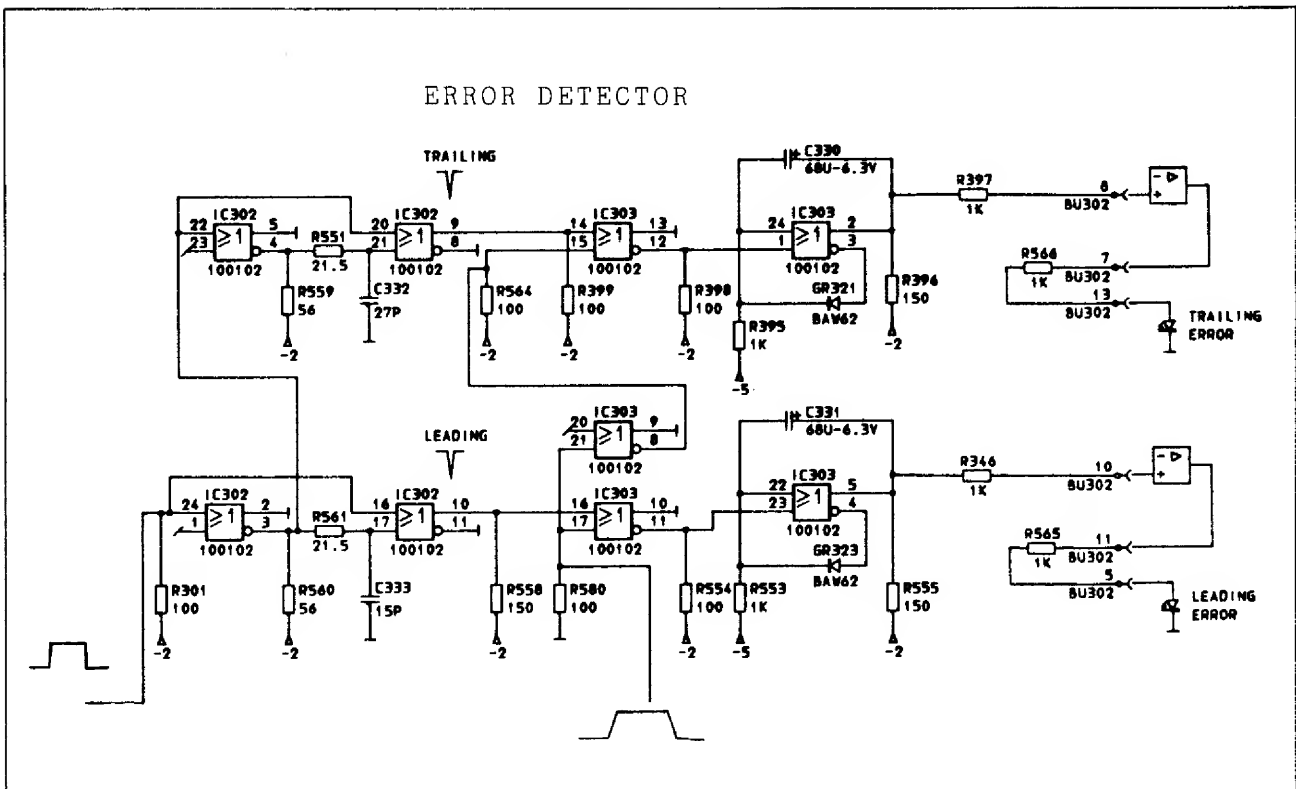 ERROR DETECTOR
TRAILING
C330
68U-6.3V
R397
1K
8
BU302
- ▷
+
IC302
22
23
≥1
5
4
100102
R551
21.5
IC302
20
21
≥1
9
8
100102
IC303
14
15
≥1
13
12
100102
IC303
24
1
≥1
2
3
100102
R566
1K
7
BU302
13
BU302
R559
56
-2
C332
27P
R564
100
-2
R399
100
-2
R398
100
-2
GR321
BAW62
R395
1K
-5
R396
150
-2
TRAILING
ERROR
LEADING
IC303
20
21
≥1
9
8
100102
C331
68U-6.3V
R346
1K
10
BU302
- ▷
+
IC302
24
1
≥1
2
3
100102
R561
21.5
IC302
16
17
≥1
10
11
100102
IC303
16
17
≥1
10
11
100102
IC303
22
23
≥1
5
4
100102
R565
1K
11
BU302
5
BU302
R301
100
-2
R560
56
-2
C333
15P
R558
150
-2
R580
100
R554
100
-2
GR323
BAW62
R553
1K
-5
R555
150
-2
LEADING
ERROR